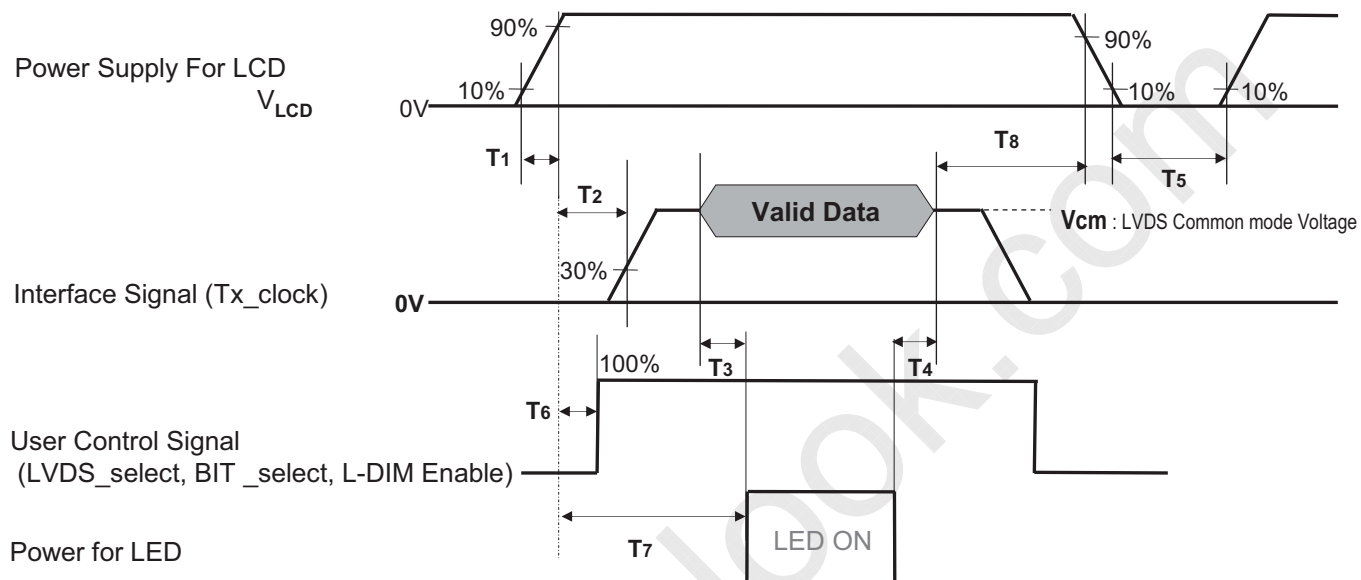 90%
90%
Power Supply For LCD
VLCD
10%
10%
10%
0V
T1
T8
T5
T2
Valid Data
Vcm : LVDS Common mode Voltage
30%
Interface Signal (Tx_clock)
0V
T3
T4
100%
T6
User Control Signal
(LVDS_select, BIT _select, L-DIM Enable)
T7
LED ON
Power for LED
look.com